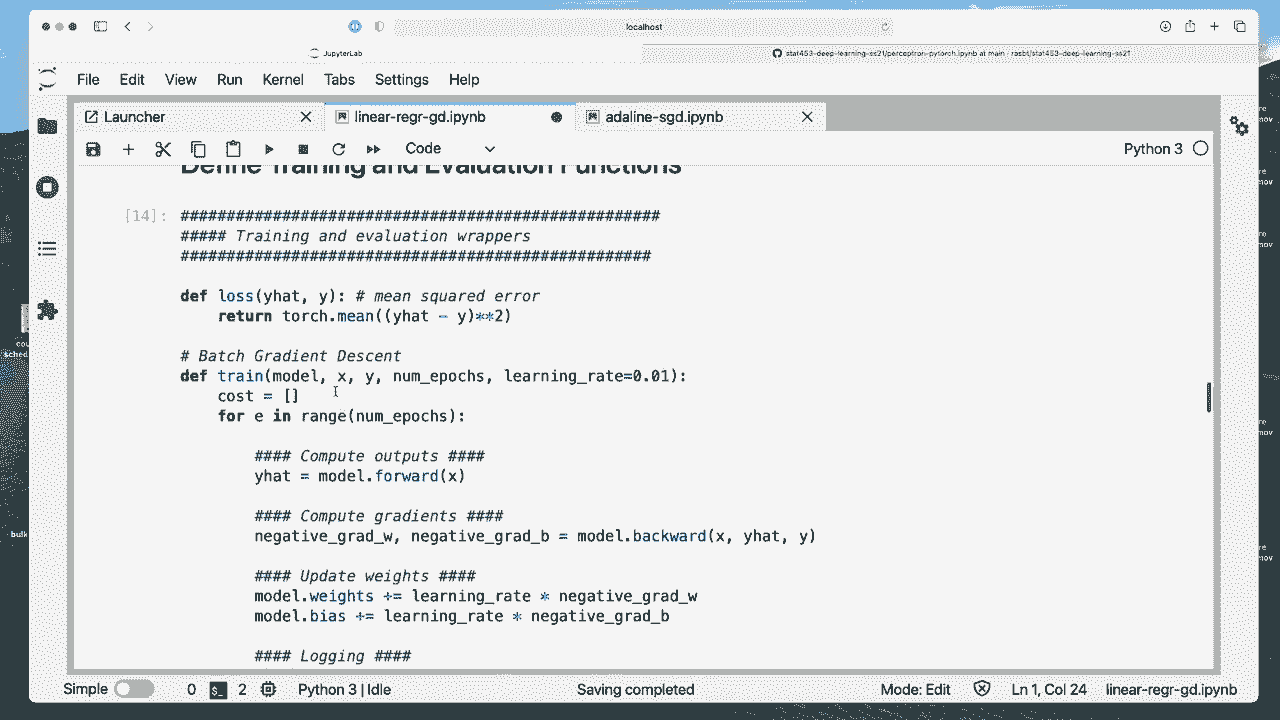 localhost
JupyterLab
stat453-deep-learning-ss21/perceptron-pytorch.ipynb at main · rasbt/stat453-deep-learning-ss21
File Edit View Run Kernel Tabs Settings Help
Launcher
linear-regr-gd.ipynb
adaline-sgd.ipynb
Code
Python 3
Define Training and Evaluation Functions
[14]: ####################################################
##### Training and evaluation wrappers
###################################################
def loss(yhat, y): # mean squared error
return torch.mean((yhat - y)**2)
# Batch Gradient Descent
def train(model, x, y, num_epochs, learning_rate=0.01):
cost = []
for e in range(num_epochs):
#### Compute outputs ####
yhat = model.forward(x)
#### Compute gradients ####
negative_grad_w, negative_grad_b = model.backward(x, yhat, y)
#### Update weights ####
model.weights += learning_rate * negative_grad_w
model.bias += learning_rate * negative_grad_b
#### Logging ####
Simple 0 2 Python 3 | Idle Saving completed Mode: Edit Ln 1, Col 24 linear-regr-gd.ipynb